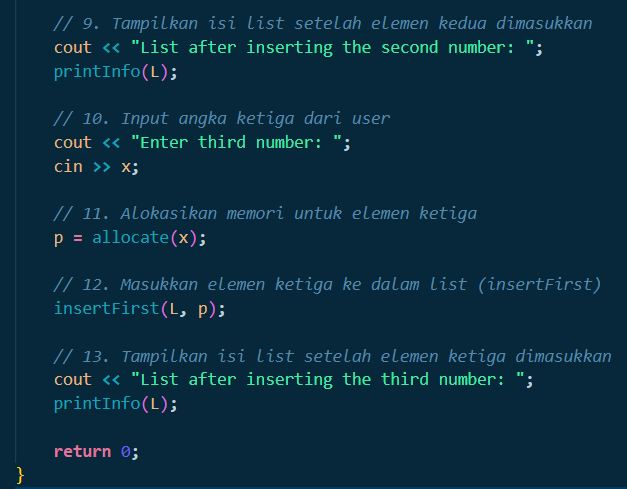 // 9. Tampilkan isi list setelah elemen kedua dimasukkan
cout << "List after inserting the second number: ";
printInfo(L);
// 10. Input angka ketiga dari user
cout << "Enter third number: ";
cin >> x;
// 11. Alokasikan memori untuk elemen ketiga
p = allocate(x);
// 12. Masukkan elemen ketiga ke dalam list (insertFirst)
insertFirst(L, p);
// 13. Tampilkan isi list setelah elemen ketiga dimasukkan
cout << "List after inserting the third number: ";
printInfo(L);
return 0;
}